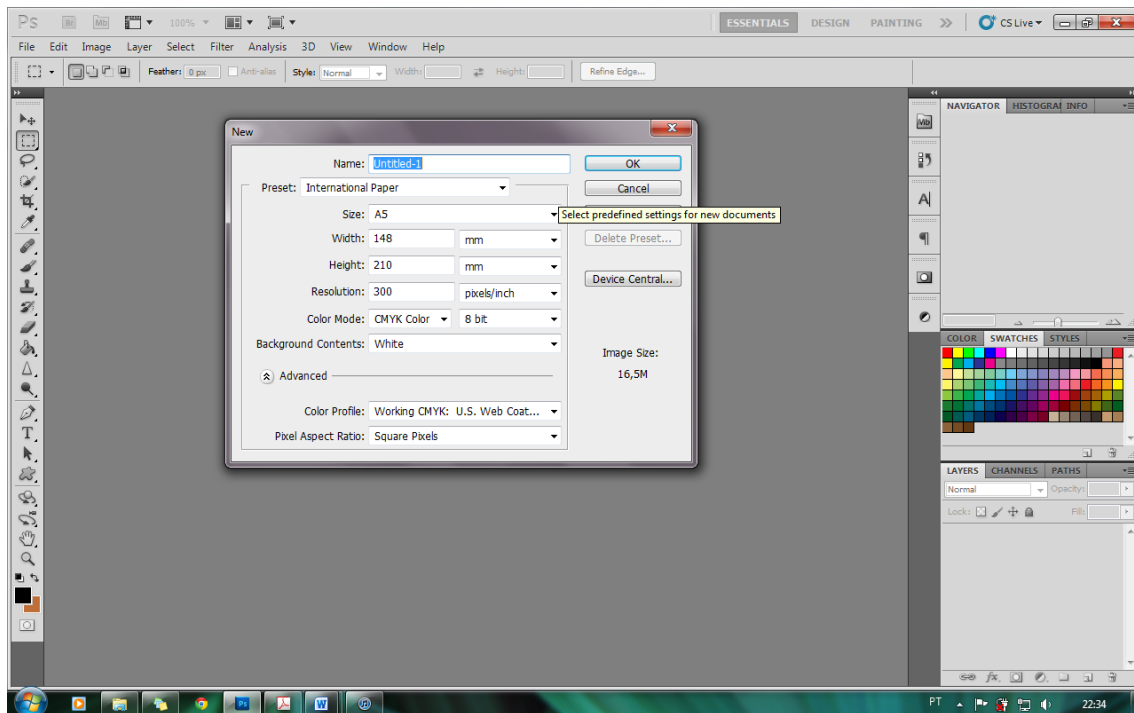 Ps Br Mb 100% ESSENTIALS DESIGN PAINTING CS Live
File Edit Image Layer Select Filter Analysis 3D View Window Help
Feather: 0 px Anti-alias Style: Normal Width: Height: Refine Edge...
NAVIGATOR HISTOGRA INFO
Mb
New
Name: Untitled-1 OK
Preset: International Paper Cancel
Size: A5 Select predefined settings for new documents
Width: 148 mm Delete Preset...
Height: 210 mm
Device Central...
Resolution: 300 pixels/inch
Color Mode: CMYK Color 8 bit
Background Contents: White
Image Size:
16,5M
Advanced
Color Profile: Working CMYK: U.S. Web Coat...
Pixel Aspect Ratio: Square Pixels
COLOR SWATCHES STYLES
LAYERS CHANNELS PATHS
Normal Opacity:
Lock: Fill:
PT 22:34